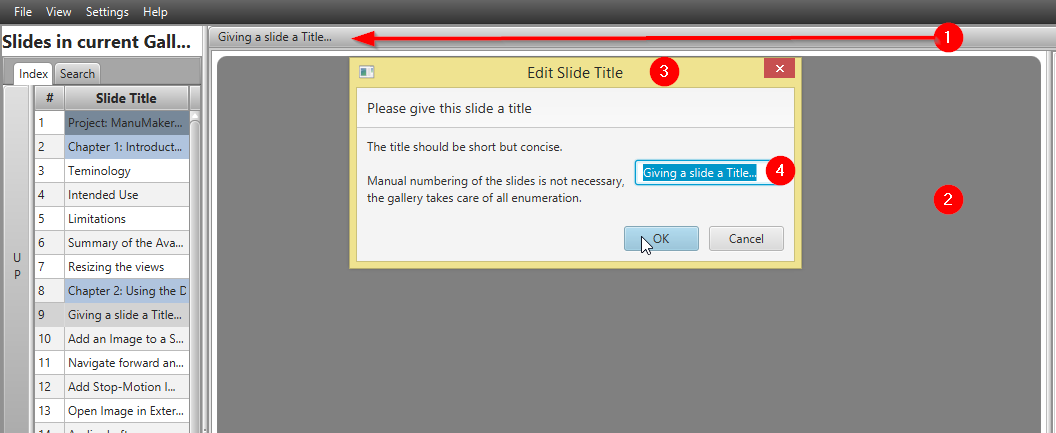 File View Settings Help
Slides in current Gall...
Giving a slide a Title...
1
Index Search
# Slide Title
1 Project: ManuMaker...
2 Chapter 1: Introduct...
3 Teminology
4 Intended Use
5 Limitations
6 Summary of the Ava...
7 Resizing the views
8 Chapter 2: Using the D
9 Giving a slide a Title...
10 Add an Image to a S...
11 Navigate forward an...
12 Add Stop-Motion I...
13 Open Image in Exter...
14
U
P
Edit Slide Title
3
Please give this slide a title
The title should be short but concise.
Manual numbering of the slides is not necessary,
the gallery takes care of all enumeration.
Giving a slide a Title...
4
OK Cancel
2